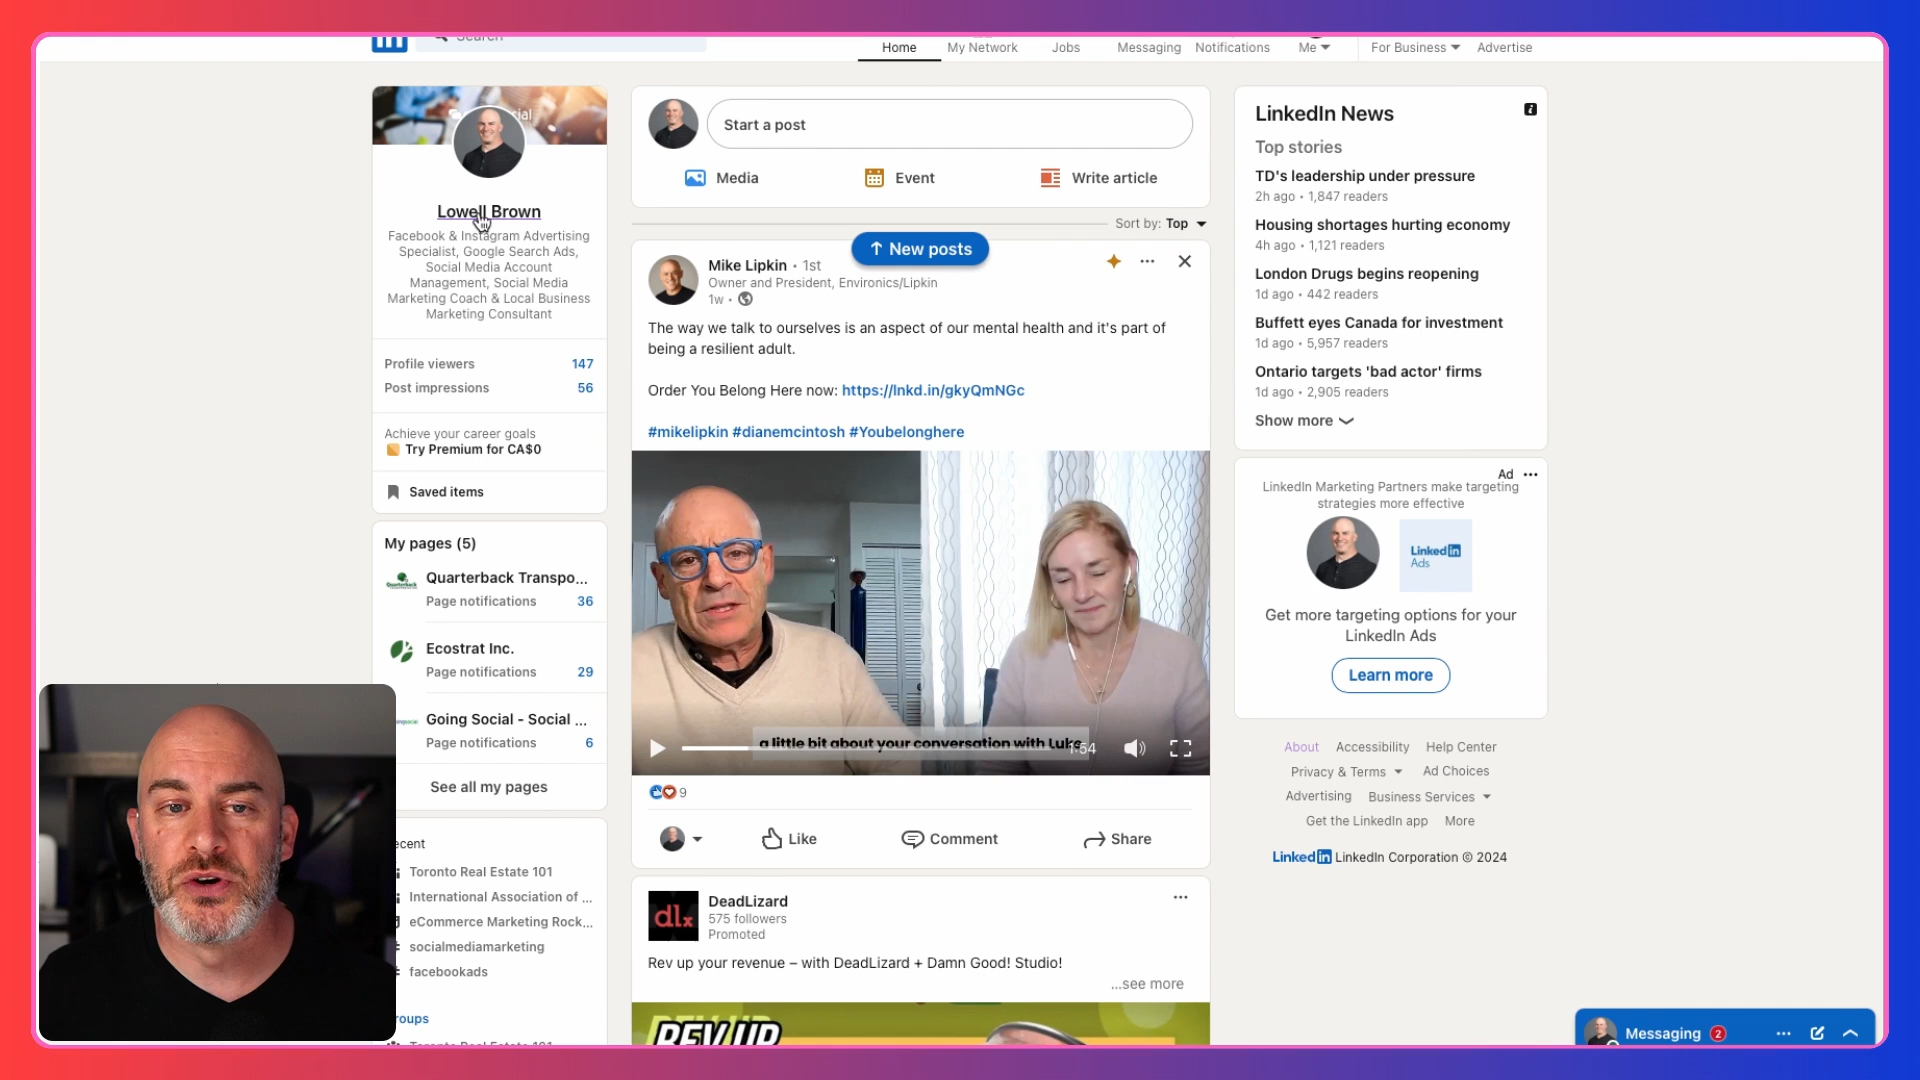 Search
Home
My Network
Jobs
Messaging
Notifications
Me
For Business
Advertise
Lowell Brown
Facebook & Instagram Advertising
Specialist, Google Search Ads,
Social Media Account
Management, Social Media
Marketing Coach & Local Business
Marketing Consultant
Profile viewers 147
Post impressions 56
Achieve your career goals
Try Premium for CA$0
Saved items
My pages (5)
Quarterback Transpo...
Page notifications 36
Ecostrat Inc.
Page notifications 29
Going Social - Social ...
Page notifications 6
See all my pages
ecent
Toronto Real Estate 101
International Association of ...
eCommerce Marketing Rock...
socialmediamarketing
facebookads
roups
Toronto Real Estate 101
Start a post
Media
Event
Write article
Sort by: Top
↑ New posts
Mike Lipkin • 1st
Owner and President, Environics/Lipkin
1w •
The way we talk to ourselves is an aspect of our mental health and it's part of
being a resilient adult.
Order You Belong Here now: https://lnkd.in/gkyQmNGc
#mikelipkin #dianemcintosh #Youbelonghere
a little bit about your conversation with Luke
1:54
9
Like
Comment
Share
DeadLizard
575 followers
Promoted
dlx
Rev up your revenue – with DeadLizard + Damn Good! Studio!
...see more
REV UP
LinkedIn News
Top stories
TD's leadership under pressure
2h ago • 1,847 readers
Housing shortages hurting economy
4h ago • 1,121 readers
London Drugs begins reopening
1d ago • 442 readers
Buffett eyes Canada for investment
1d ago • 5,957 readers
Ontario targets 'bad actor' firms
1d ago • 2,905 readers
Show more
Ad
LinkedIn Marketing Partners make targeting
strategies more effective
Linked in
Ads
Get more targeting options for your
LinkedIn Ads
Learn more
About Accessibility Help Center
Privacy & Terms Ad Choices
Advertising Business Services
Get the LinkedIn app More
Linked in LinkedIn Corporation © 2024
Messaging 2